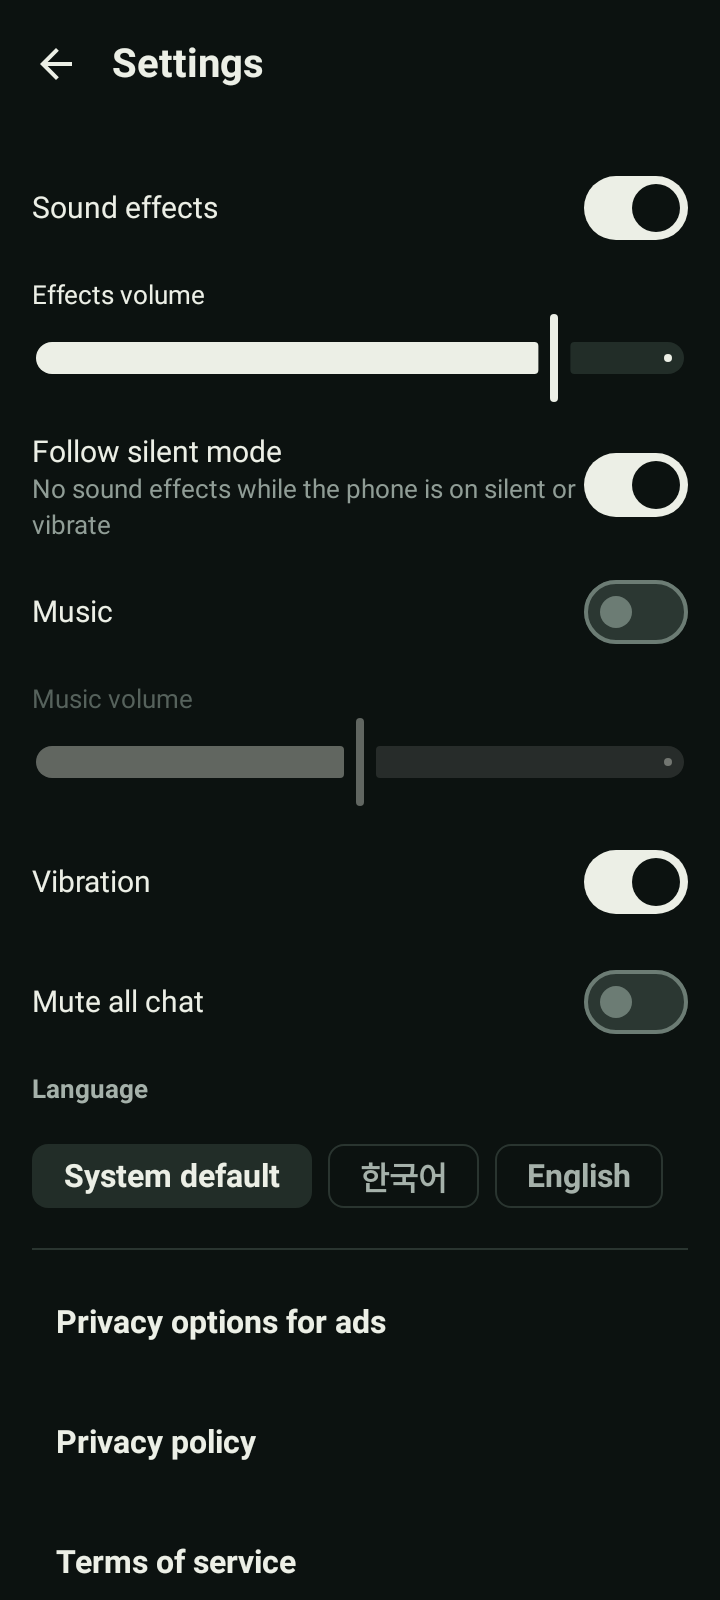 Settings
Sound effects
Effects volume
Follow silent mode
No sound effects while the phone is on silent or
vibrate
Music
Music volume
Vibration
Mute all chat
Language
System default 한국어 English
Privacy options for ads
Privacy policy
Terms of service